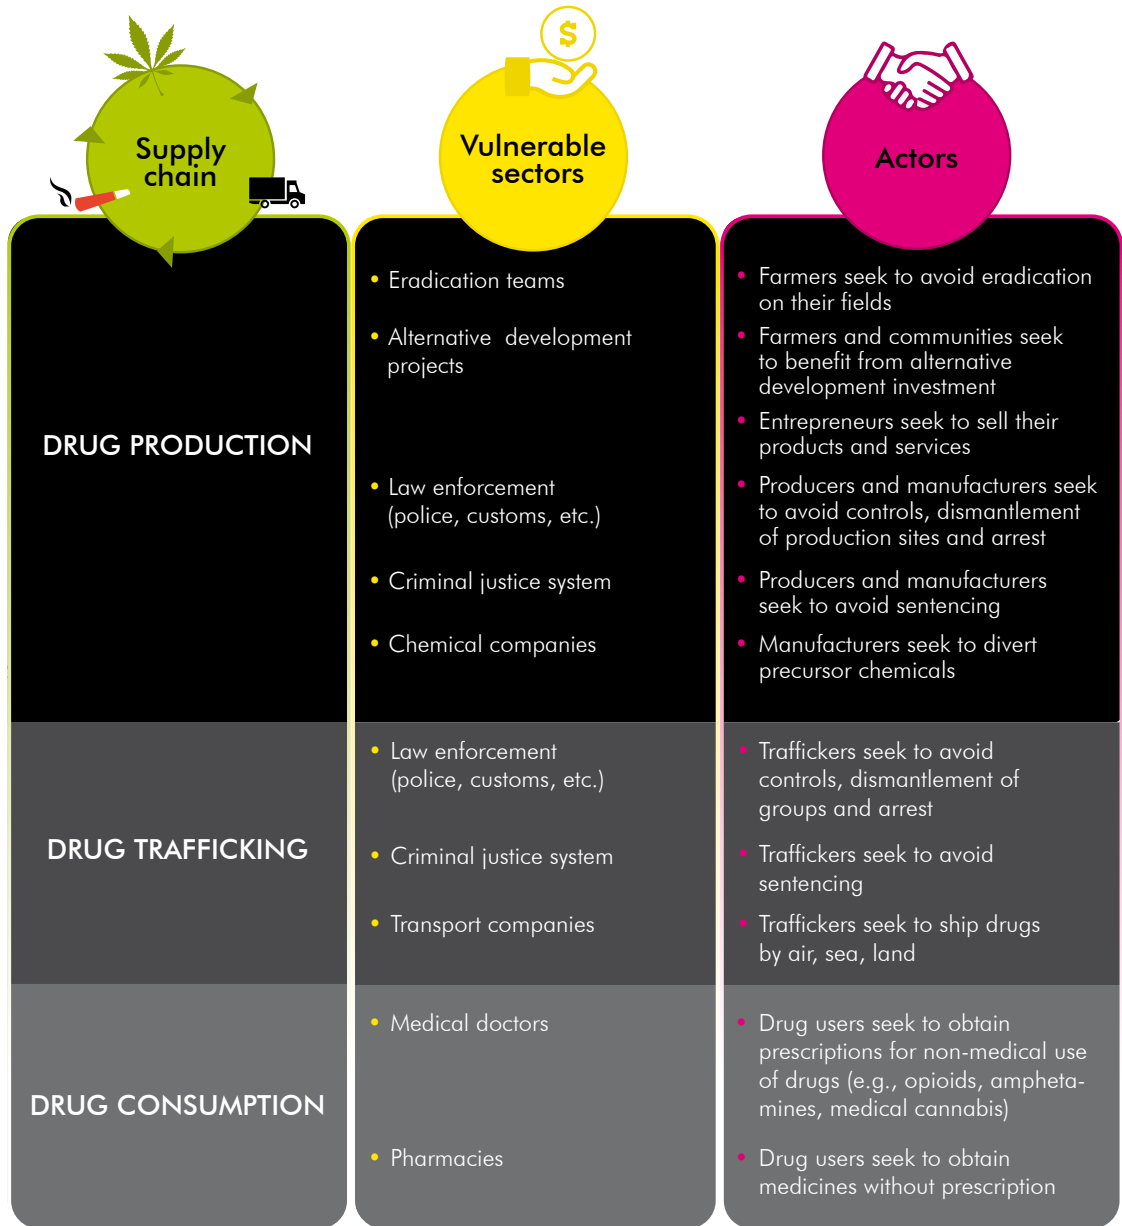 $
Supply
chain
Vulnerable
sectors
Actors
DRUG PRODUCTION
• Eradication teams
• Alternative development
projects
• Law enforcement
(police, customs, etc.)
• Criminal justice system
• Chemical companies
• Farmers seek to avoid eradication
on their fields
• Farmers and communities seek
to benefit from alternative
development investment
• Entrepreneurs seek to sell their
products and services
• Producers and manufacturers seek
to avoid controls, dismantlement
of production sites and arrest
• Producers and manufacturers
seek to avoid sentencing
• Manufacturers seek to divert
precursor chemicals
DRUG TRAFFICKING
• Law enforcement
(police, customs, etc.)
• Criminal justice system
• Transport companies
• Traffickers seek to avoid
controls, dismantlement of
groups and arrest
• Traffickers seek to avoid
sentencing
• Traffickers seek to ship drugs
by air, sea, land
DRUG CONSUMPTION
• Medical doctors
• Pharmacies
• Drug users seek to obtain
prescriptions for non-medical use
of drugs (e.g., opioids, ampheta-
mines, medical cannabis)
• Drug users seek to obtain
medicines without prescription